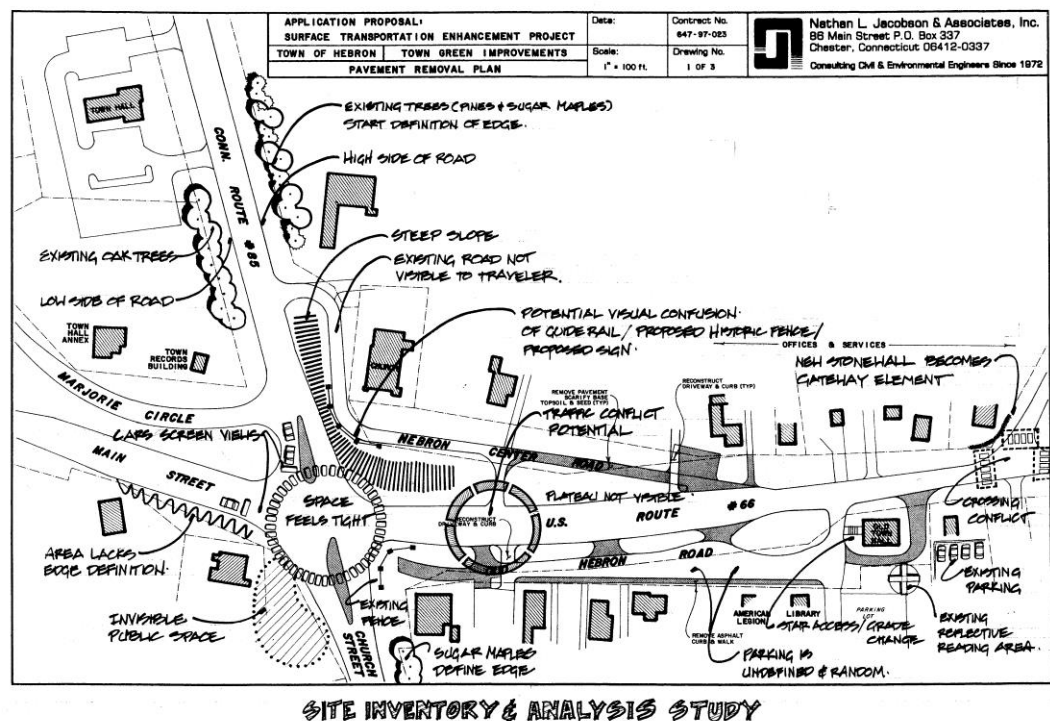 APPLICATION PROPOSAL:
SURFACE TRANSPORTATION ENHANCEMENT PROJECT
TOWN OF HEBRON
TOWN GREEN IMPROVEMENTS
PAVEMENT REMOVAL PLAN
Date:
Contract No.
647-97-023
Scale:
1" = 100 ft.
Drawing No.
1 OF 3
Nathan L. Jacobson & Associates, Inc.
86 Main Street P.O. Box 337
Chester, Connecticut 06412-0337
Consulting Civil & Environmental Engineers Since 1972
TOWN HALL
EXISTING TREES (PINES & SUGAR MAPLES)
START DEFINITION OF EDGE.
CONN. ROUTE #85
HIGH SIDE OF ROAD
STEEP SLOPE
EXISTING OAK TREES
EXISTING ROAD NOT
VISIBLE TO TRAVELER.
LOW SIDE OF ROAD
POTENTIAL VISUAL CONFUSION
OF GUIDE RAIL / PROPOSED HISTORIC FENCE /
PROPOSED SIGN.
OFFICES & SERVICES
TOWN
HALL
ANNEX
TOWN
RECORDS
BUILDING
CHURCH
NEW STONEWALL BECOMES
GATEWAY ELEMENT
REMOVE PAVEMENT
SCARIFY BASE
TOPSOIL & SEED (TYP)
RECONSTRUCT
DRIVEWAY & CURB (TYP)
MARJORIE CIRCLE
TRAFFIC CONFLICT
POTENTIAL
CARS SCREEN VIEWS
HEBRON CENTER ROAD
MAIN STREET
SPACE
FEELS TIGHT
PLATEAU NOT VISIBLE
U.S. ROUTE #66
RECONSTRUCT
DRIVEWAY & CURB
CROSSING
CONFLICT
OLD
TOWN
HALL
AREA LACKS
EDGE DEFINITION.
HEBRON ROAD
EXISTING
PARKING
INVISIBLE
PUBLIC SPACE
EXISTING
FENCE
CHURCH STREET
AMERICAN
LEGION
LIBRARY
PARKING
LOT
STAIR ACCESS / GRADE
CHANGE
EXISTING
REFLECTIVE
READING AREA.
REMOVE ASPHALT
CURB & WALK
SUGAR MAPLES
DEFINE EDGE
PARKING IS
UNDEFINED & RANDOM.
SITE INVENTORY & ANALYSIS STUDY